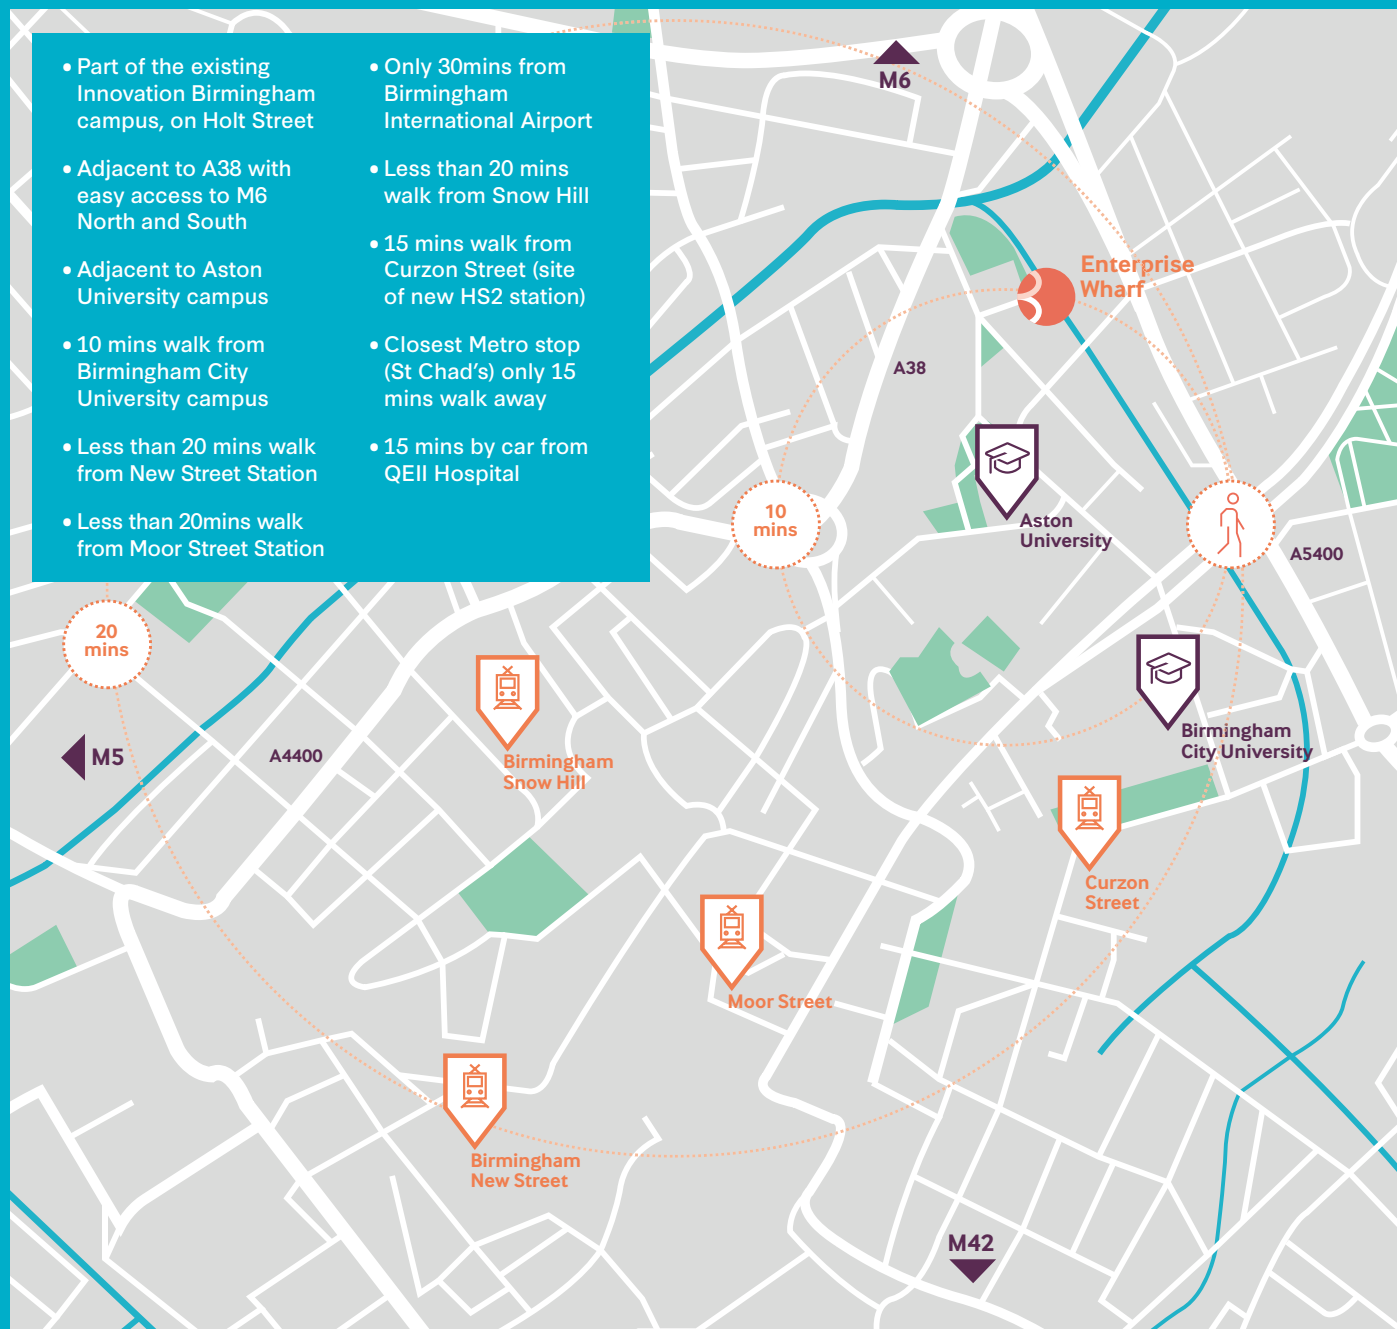 • Part of the existing
Innovation Birmingham
campus, on Holt Street
• Adjacent to A38 with
easy access to M6
North and South
• Adjacent to Aston
University campus
• 10 mins walk from
Birmingham City
University campus
• Less than 20 mins walk
from New Street Station
• Less than 20mins walk
from Moor Street Station
• Only 30mins from
Birmingham
International Airport
• Less than 20 mins
walk from Snow Hill
• 15 mins walk from
Curzon Street (site
of new HS2 station)
• Closest Metro stop
(St Chad’s) only 15
mins walk away
• 15 mins by car from
QEII Hospital
M6
Enterprise
Wharf
A38
10
mins
Aston
University
A5400
20
mins
Birmingham
City University
M5
A4400
Birmingham
Snow Hill
Curzon
Street
Moor Street
Birmingham
New Street
M42